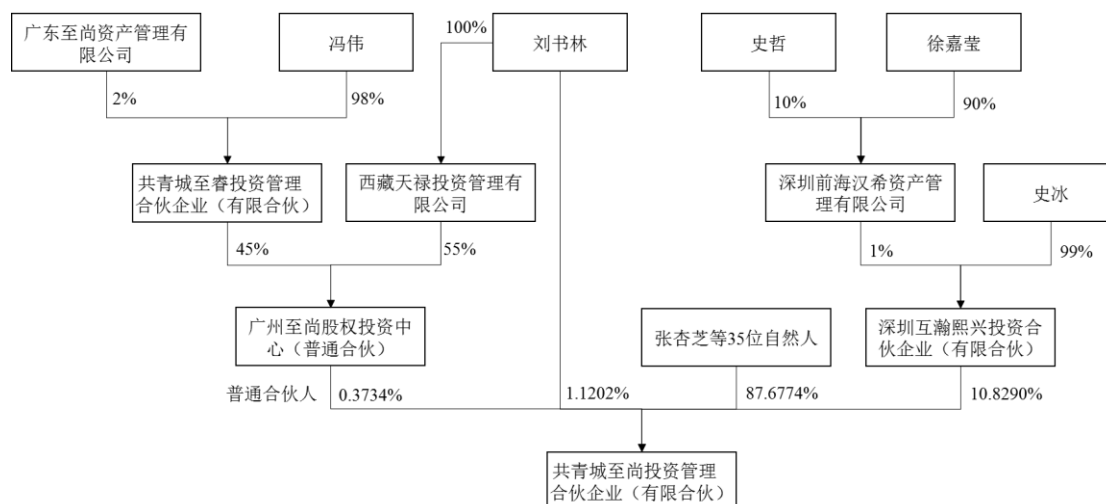 广东至尚资产管理有
限公司
冯伟
100%
刘书林
史哲
徐嘉莹
2%
98%
10%
90%
共青城至睿投资管理
合伙企业（有限合伙）
西藏天禄投资管理有
限公司
深圳前海汉希资产管
理有限公司
史冰
45%
55%
1%
99%
广州至尚股权投资中
心（普通合伙）
张杏芝等35位自然人
深圳互瀚熙兴投资合
伙企业（有限合伙）
普通合伙人
0.3734%
1.1202%
87.6774%
10.8290%
共青城至尚投资管理
合伙企业（有限合伙）